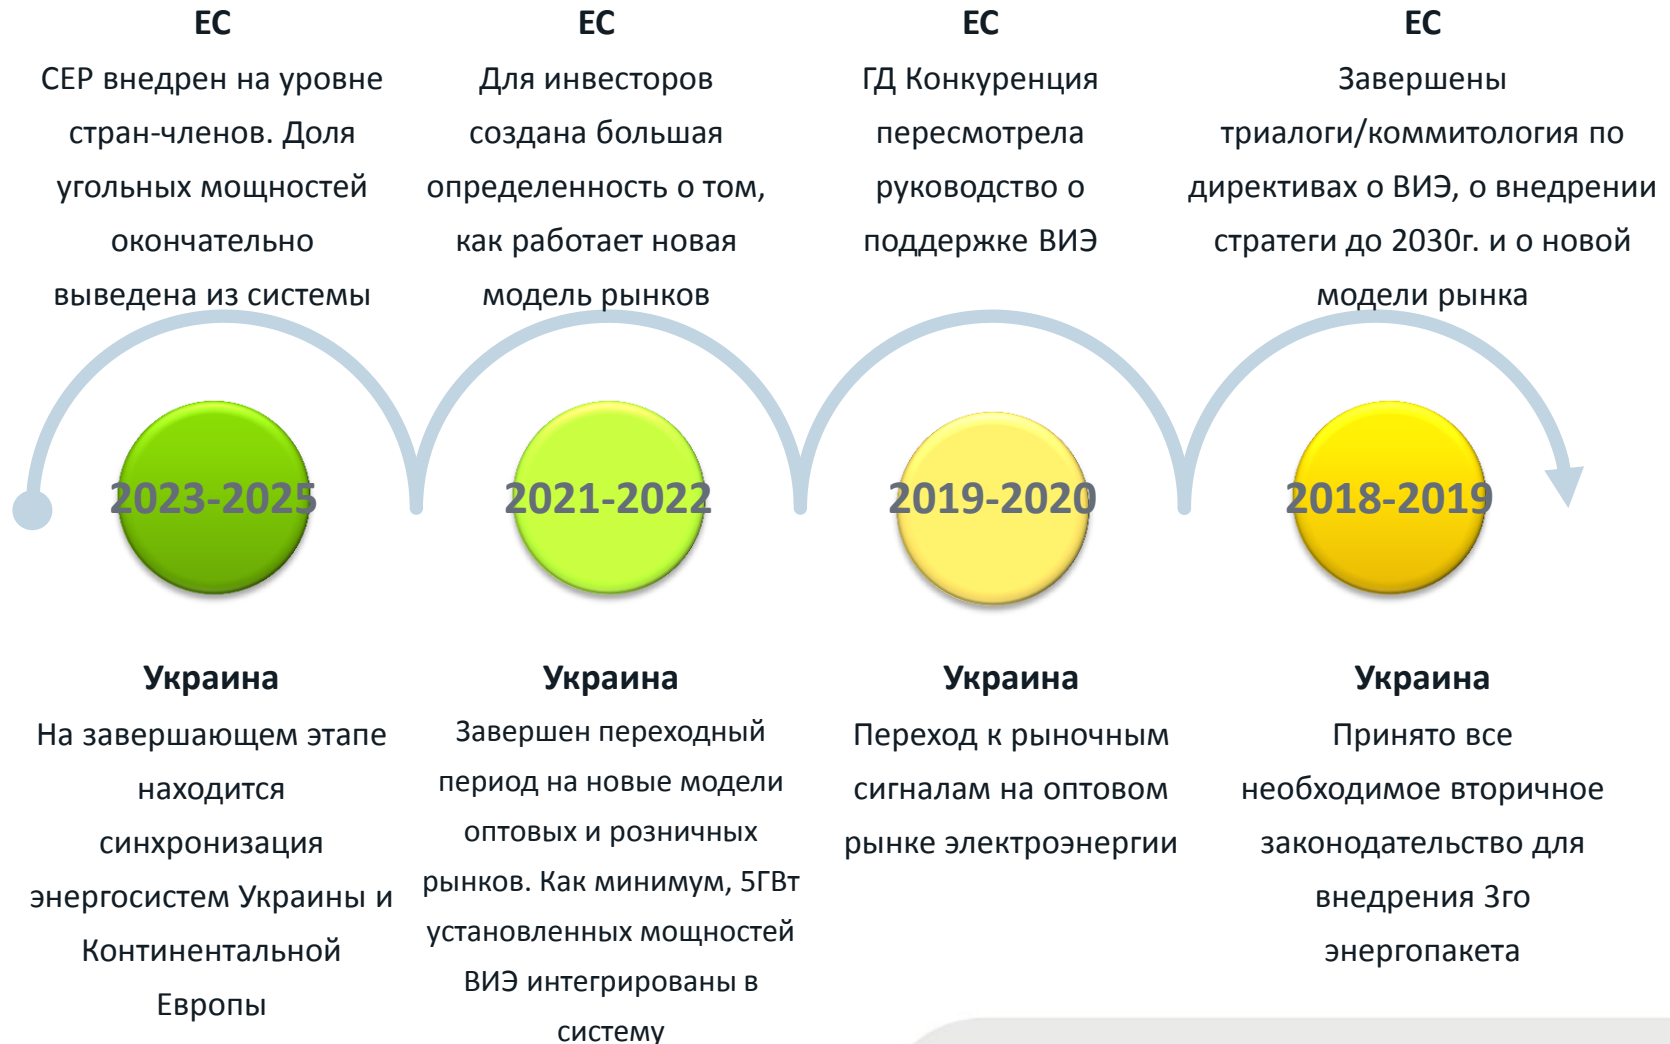 ЕС
СЕР внедрен на уровне
стран-членов. Доля
угольных мощностей
окончательно
выведена из системы
ЕС
Для инвесторов
создана большая
определенность о том,
как работает новая
модель рынков
ЕС
ГД Конкуренция
пересмотрела
руководство о
поддержке ВИЭ
ЕС
Завершены
триалоги/коммитология по
директивах о ВИЭ, о внедрении
стратеги до 2030г. и о новой
модели рынка
2023-2025
2021-2022
2019-2020
2018-2019
Украина
На завершающем этапе
находится
синхронизация
энергосистем Украины и
Континентальной
Европы
Украина
Завершен переходный
период на новые модели
оптовых и розничных
рынков. Как минимум, 5ГВт
установленных мощностей
ВИЭ интегрированы в
систему
Украина
Переход к рыночным
сигналам на оптовом
рынке электроэнергии
Украина
Принято все
необходимое вторичное
законодательство для
внедрения 3го
энергопакета